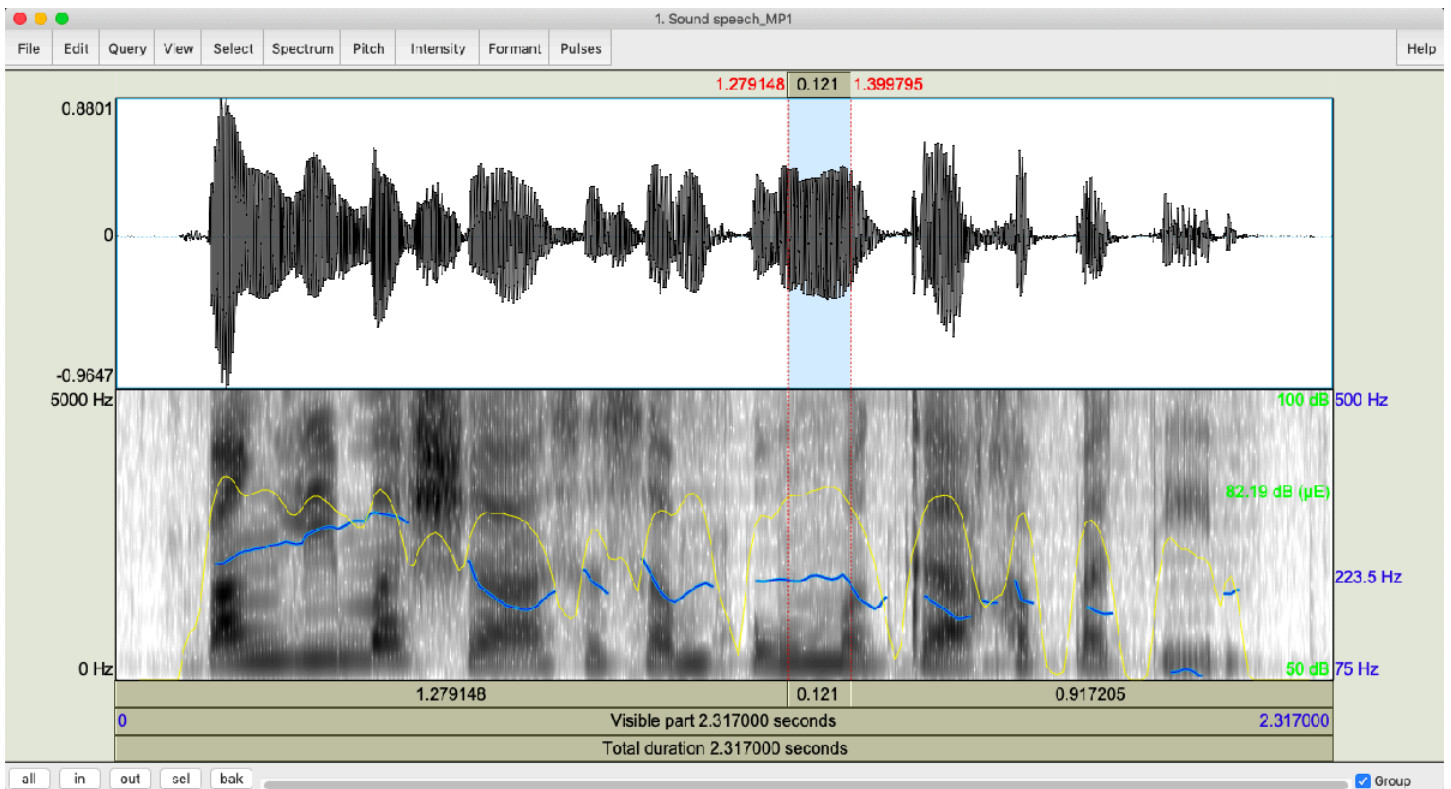 1. Sound speech_MP1
File Edit Query View Select Spectrum Pitch Intensity Formant Pulses Help
1.279148 0.121 1.399795
0.8801
0
-0.9647
5000 Hz 100 dB 500 Hz
82.19 dB (µE)
223.5 Hz
0 Hz 50 dB 75 Hz
1.279148 0.121 0.917205
0 Visible part 2.317000 seconds 2.317000
Total duration 2.317000 seconds
all in out sel bak Group